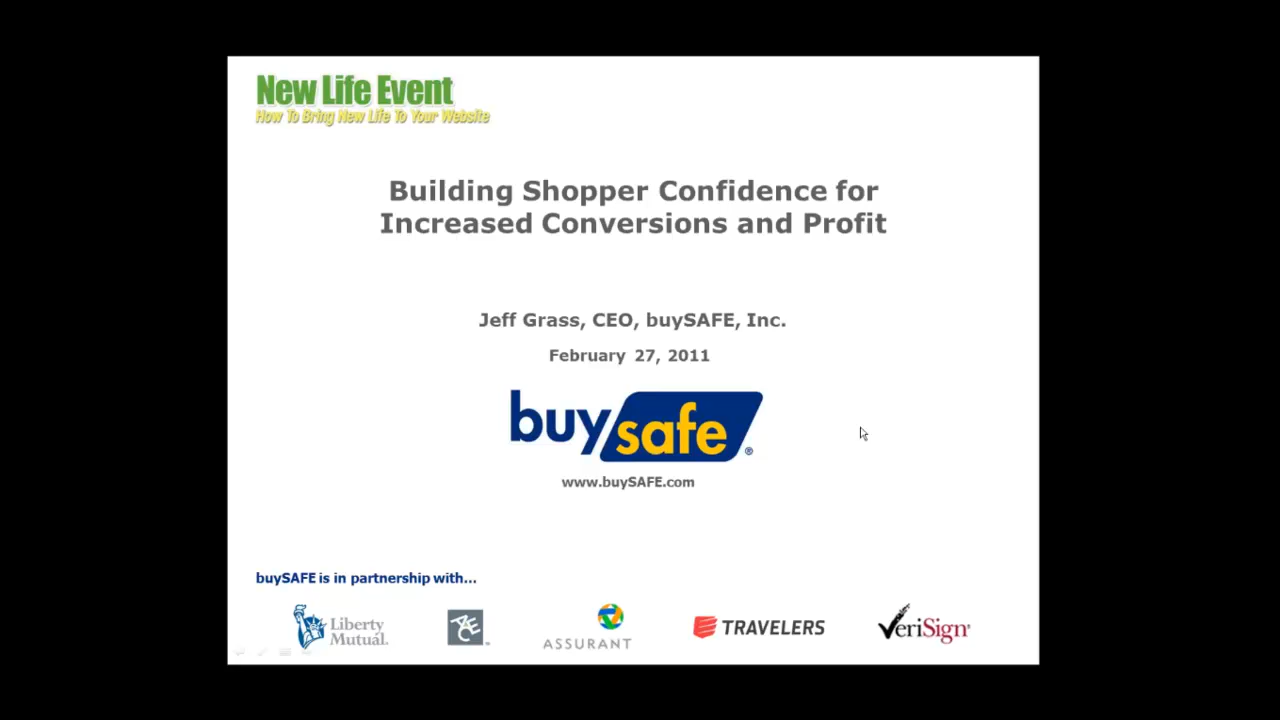 New Life Event
How To Bring New Life To Your Website
Building Shopper Confidence for
Increased Conversions and Profit
Jeff Grass, CEO, buySAFE, Inc.
February 27, 2011
buysafe®
www.buySAFE.com
buySAFE is in partnership with...
Liberty
Mutual.
ACE™
ASSURANT
TRAVELERS
VeriSign®